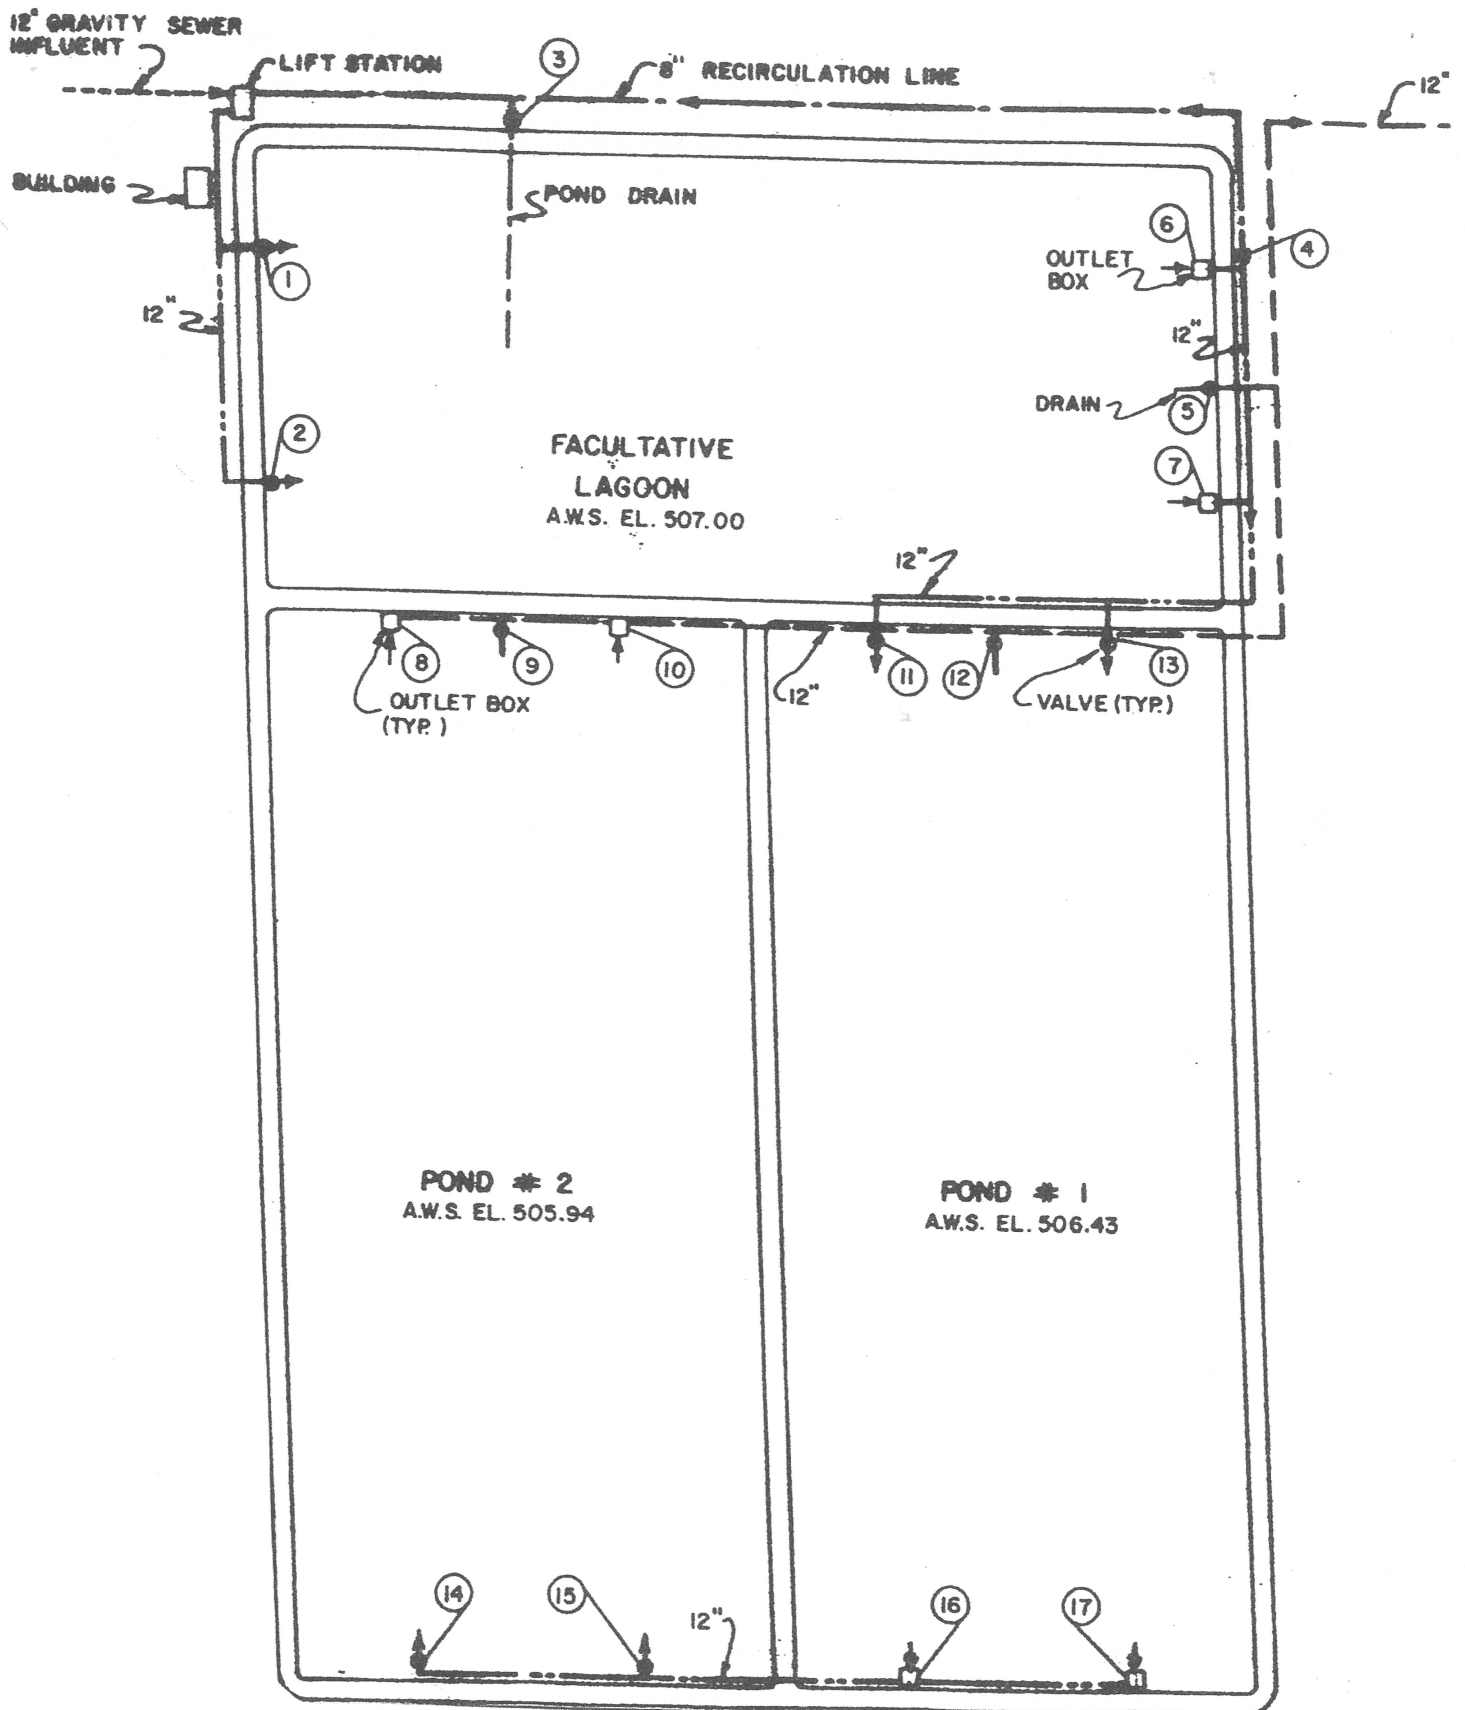 12" GRAVITY SEWER
INFLUENT
LIFT STATION
3
8" RECIRCULATION LINE
12"
BUILDING
POND DRAIN
6
4
OUTLET
BOX
1
12"
12"
DRAIN
5
2
7
FACULTATIVE
LAGOON
A.W.S. EL. 507.00
12"
8
9
10
11
12
13
12"
OUTLET BOX
(TYP.)
VALVE (TYP.)
POND # 2
A.W.S. EL. 505.94
POND # 1
A.W.S. EL. 506.43
14
15
12"
16
17